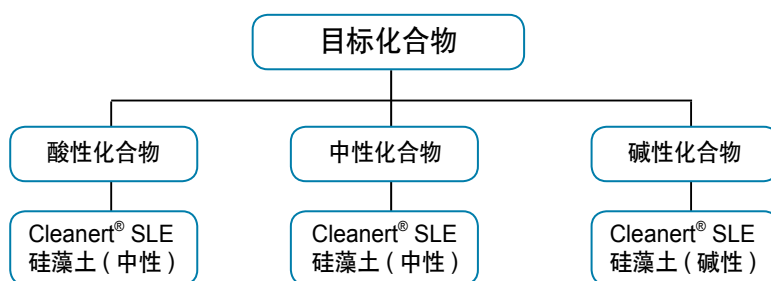 目标化合物
酸性化合物
中性化合物
碱性化合物
Cleanert® SLE
硅藻土 ( 中性 )
Cleanert® SLE
硅藻土 ( 中性 )
Cleanert® SLE
硅藻土 ( 碱性 )